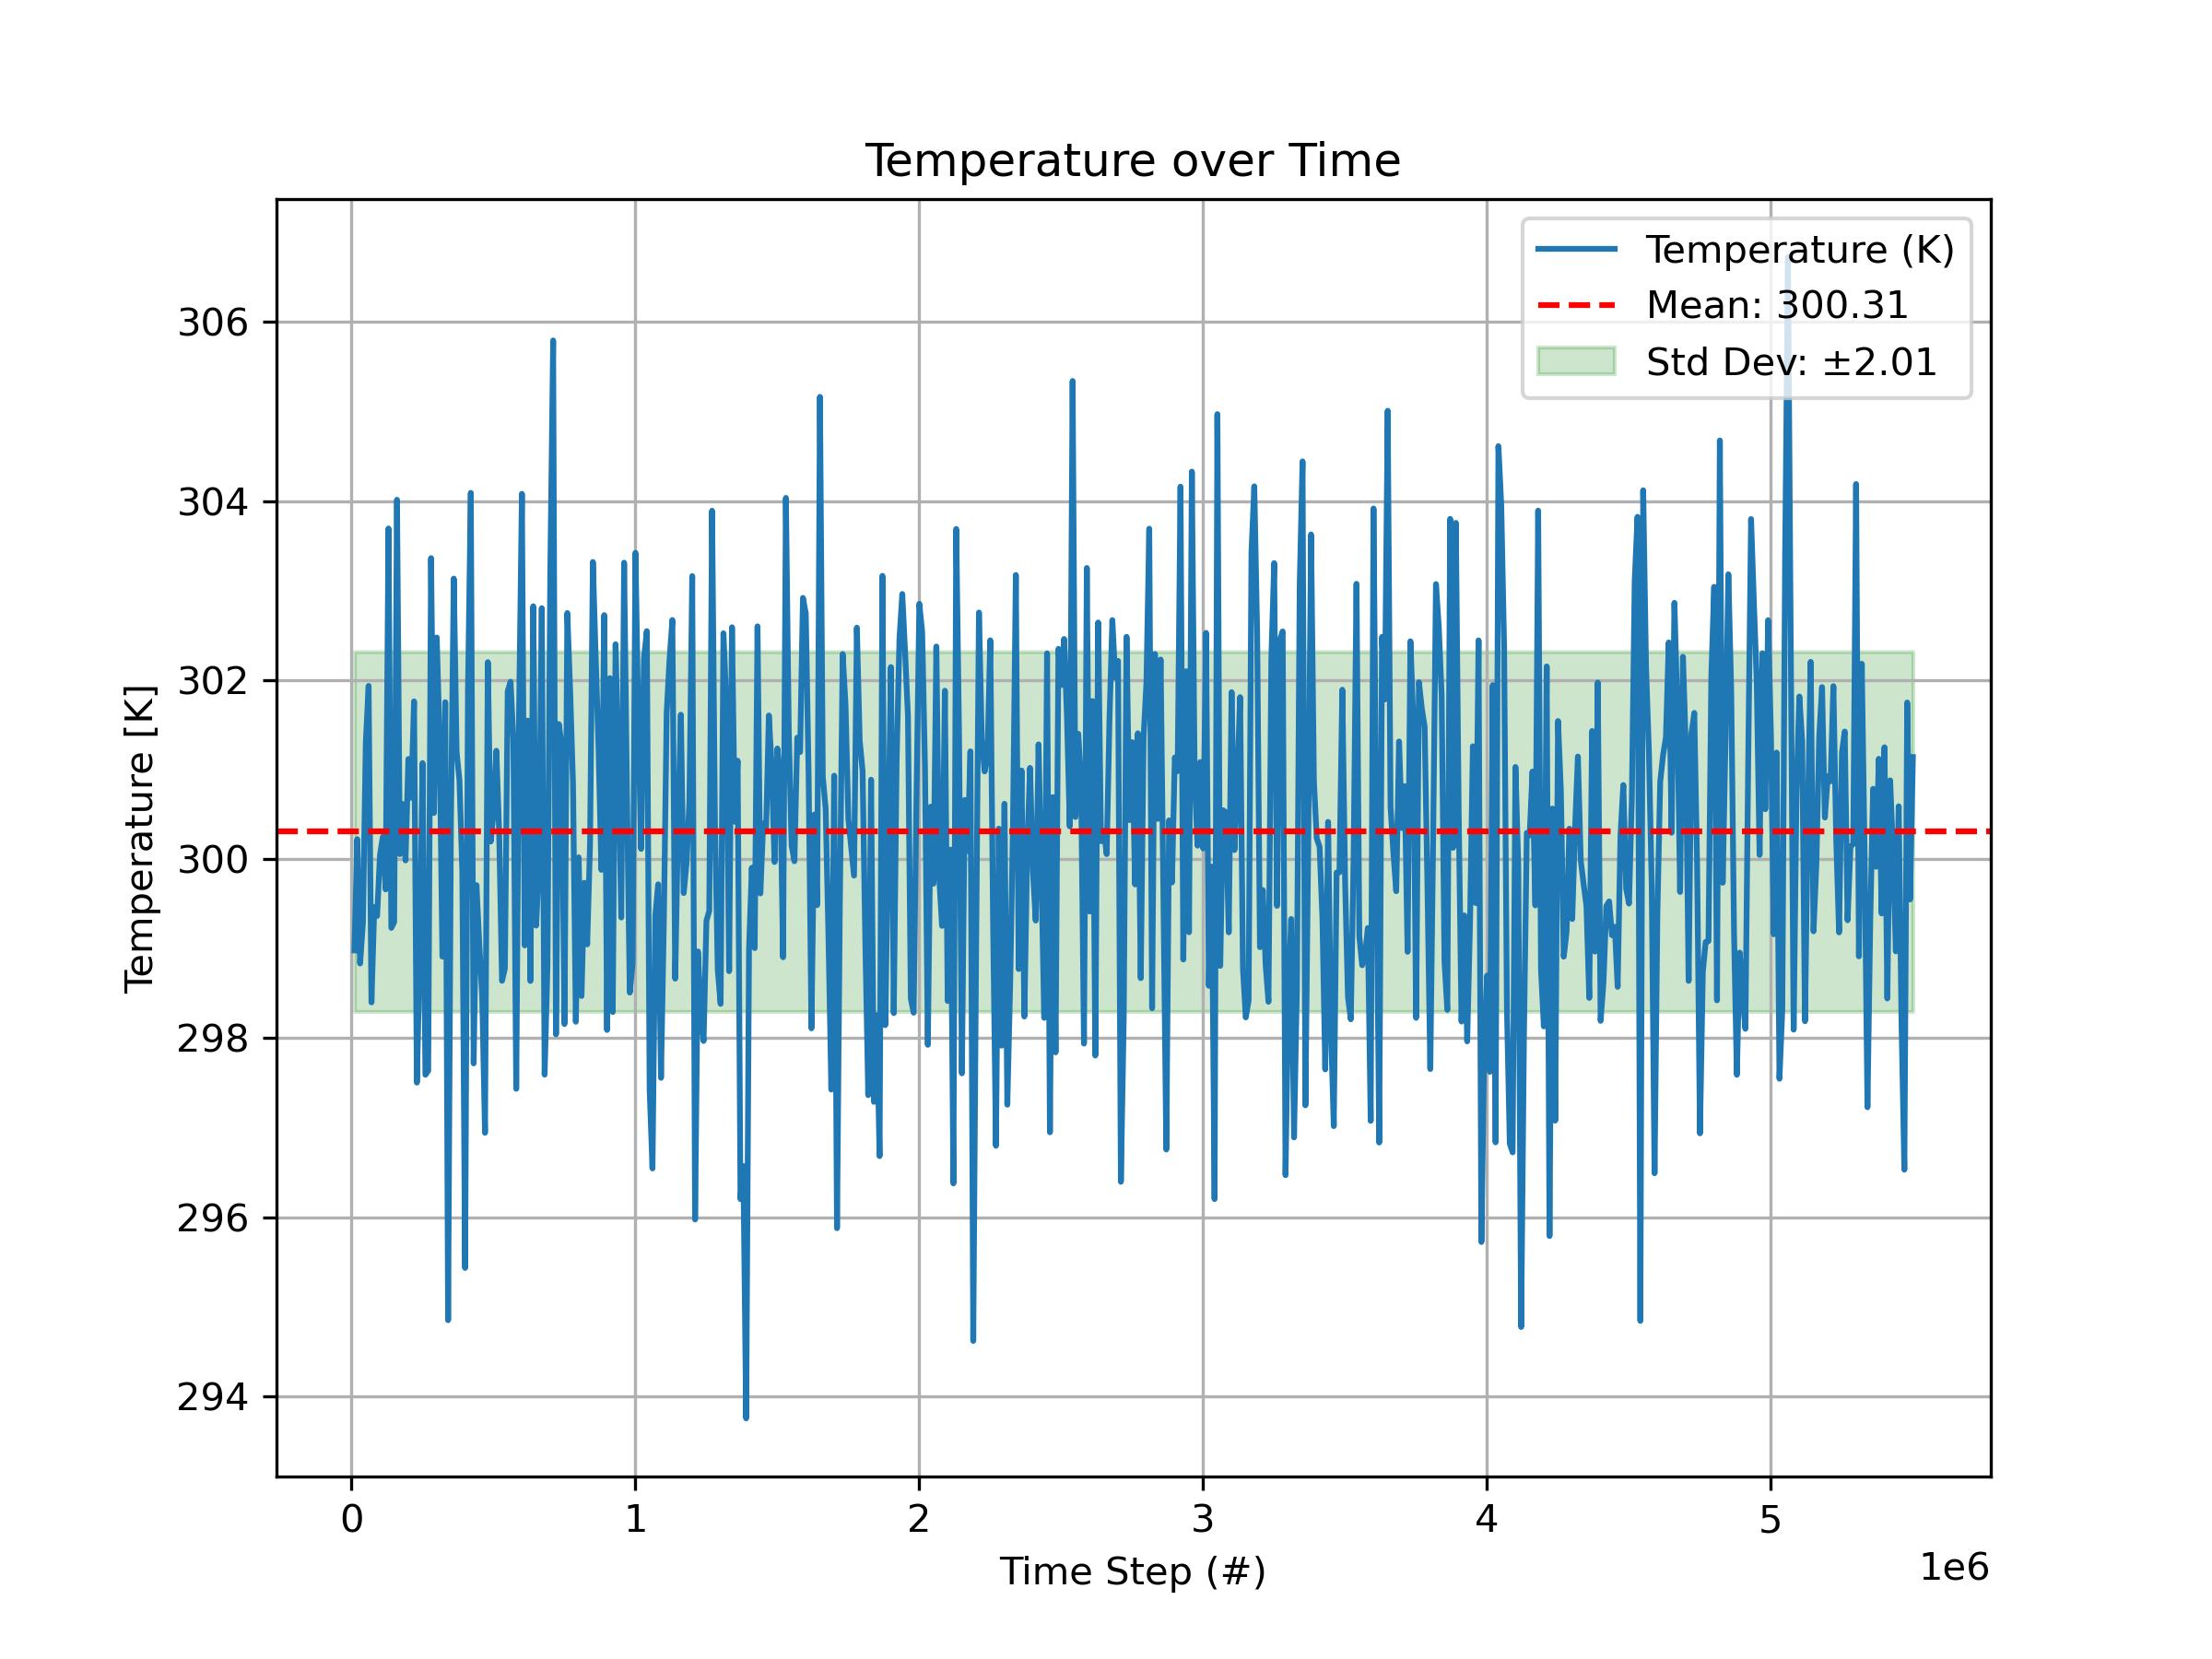 Temperature over Time
Temperature (K)
Mean: 300.31
Std Dev: ±2.01
Temperature [K]
306
304
302
300
298
296
294
0 1 2 3 4 5
1e6
Time Step (#)